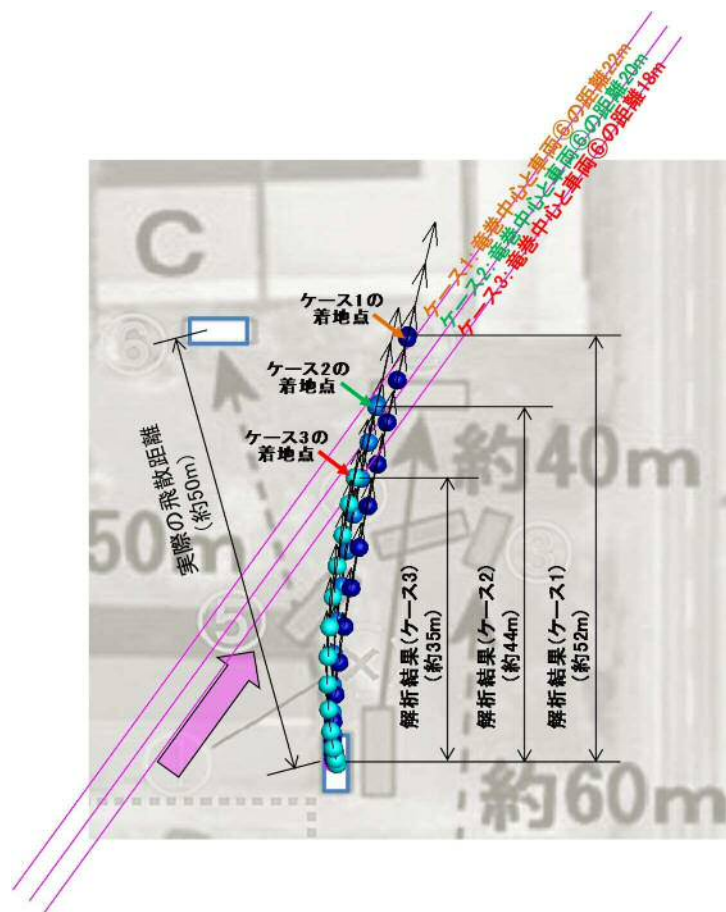 ケース1：竜巻中心と車両⑥の距離22m
ケース2：竜巻中心と車両⑥の距離20m
ケース3：竜巻中心と車両⑥の距離18m
C
ケース1の
着地点
⑥
ケース2の
着地点
ケース3の
着地点
約40m
実際の飛散距離
(約50m)
50m
③
⑤
解析結果(ケース3)
(約35m)
解析結果(ケース2)
(約44m)
解析結果(ケース1)
(約52m)
約60m